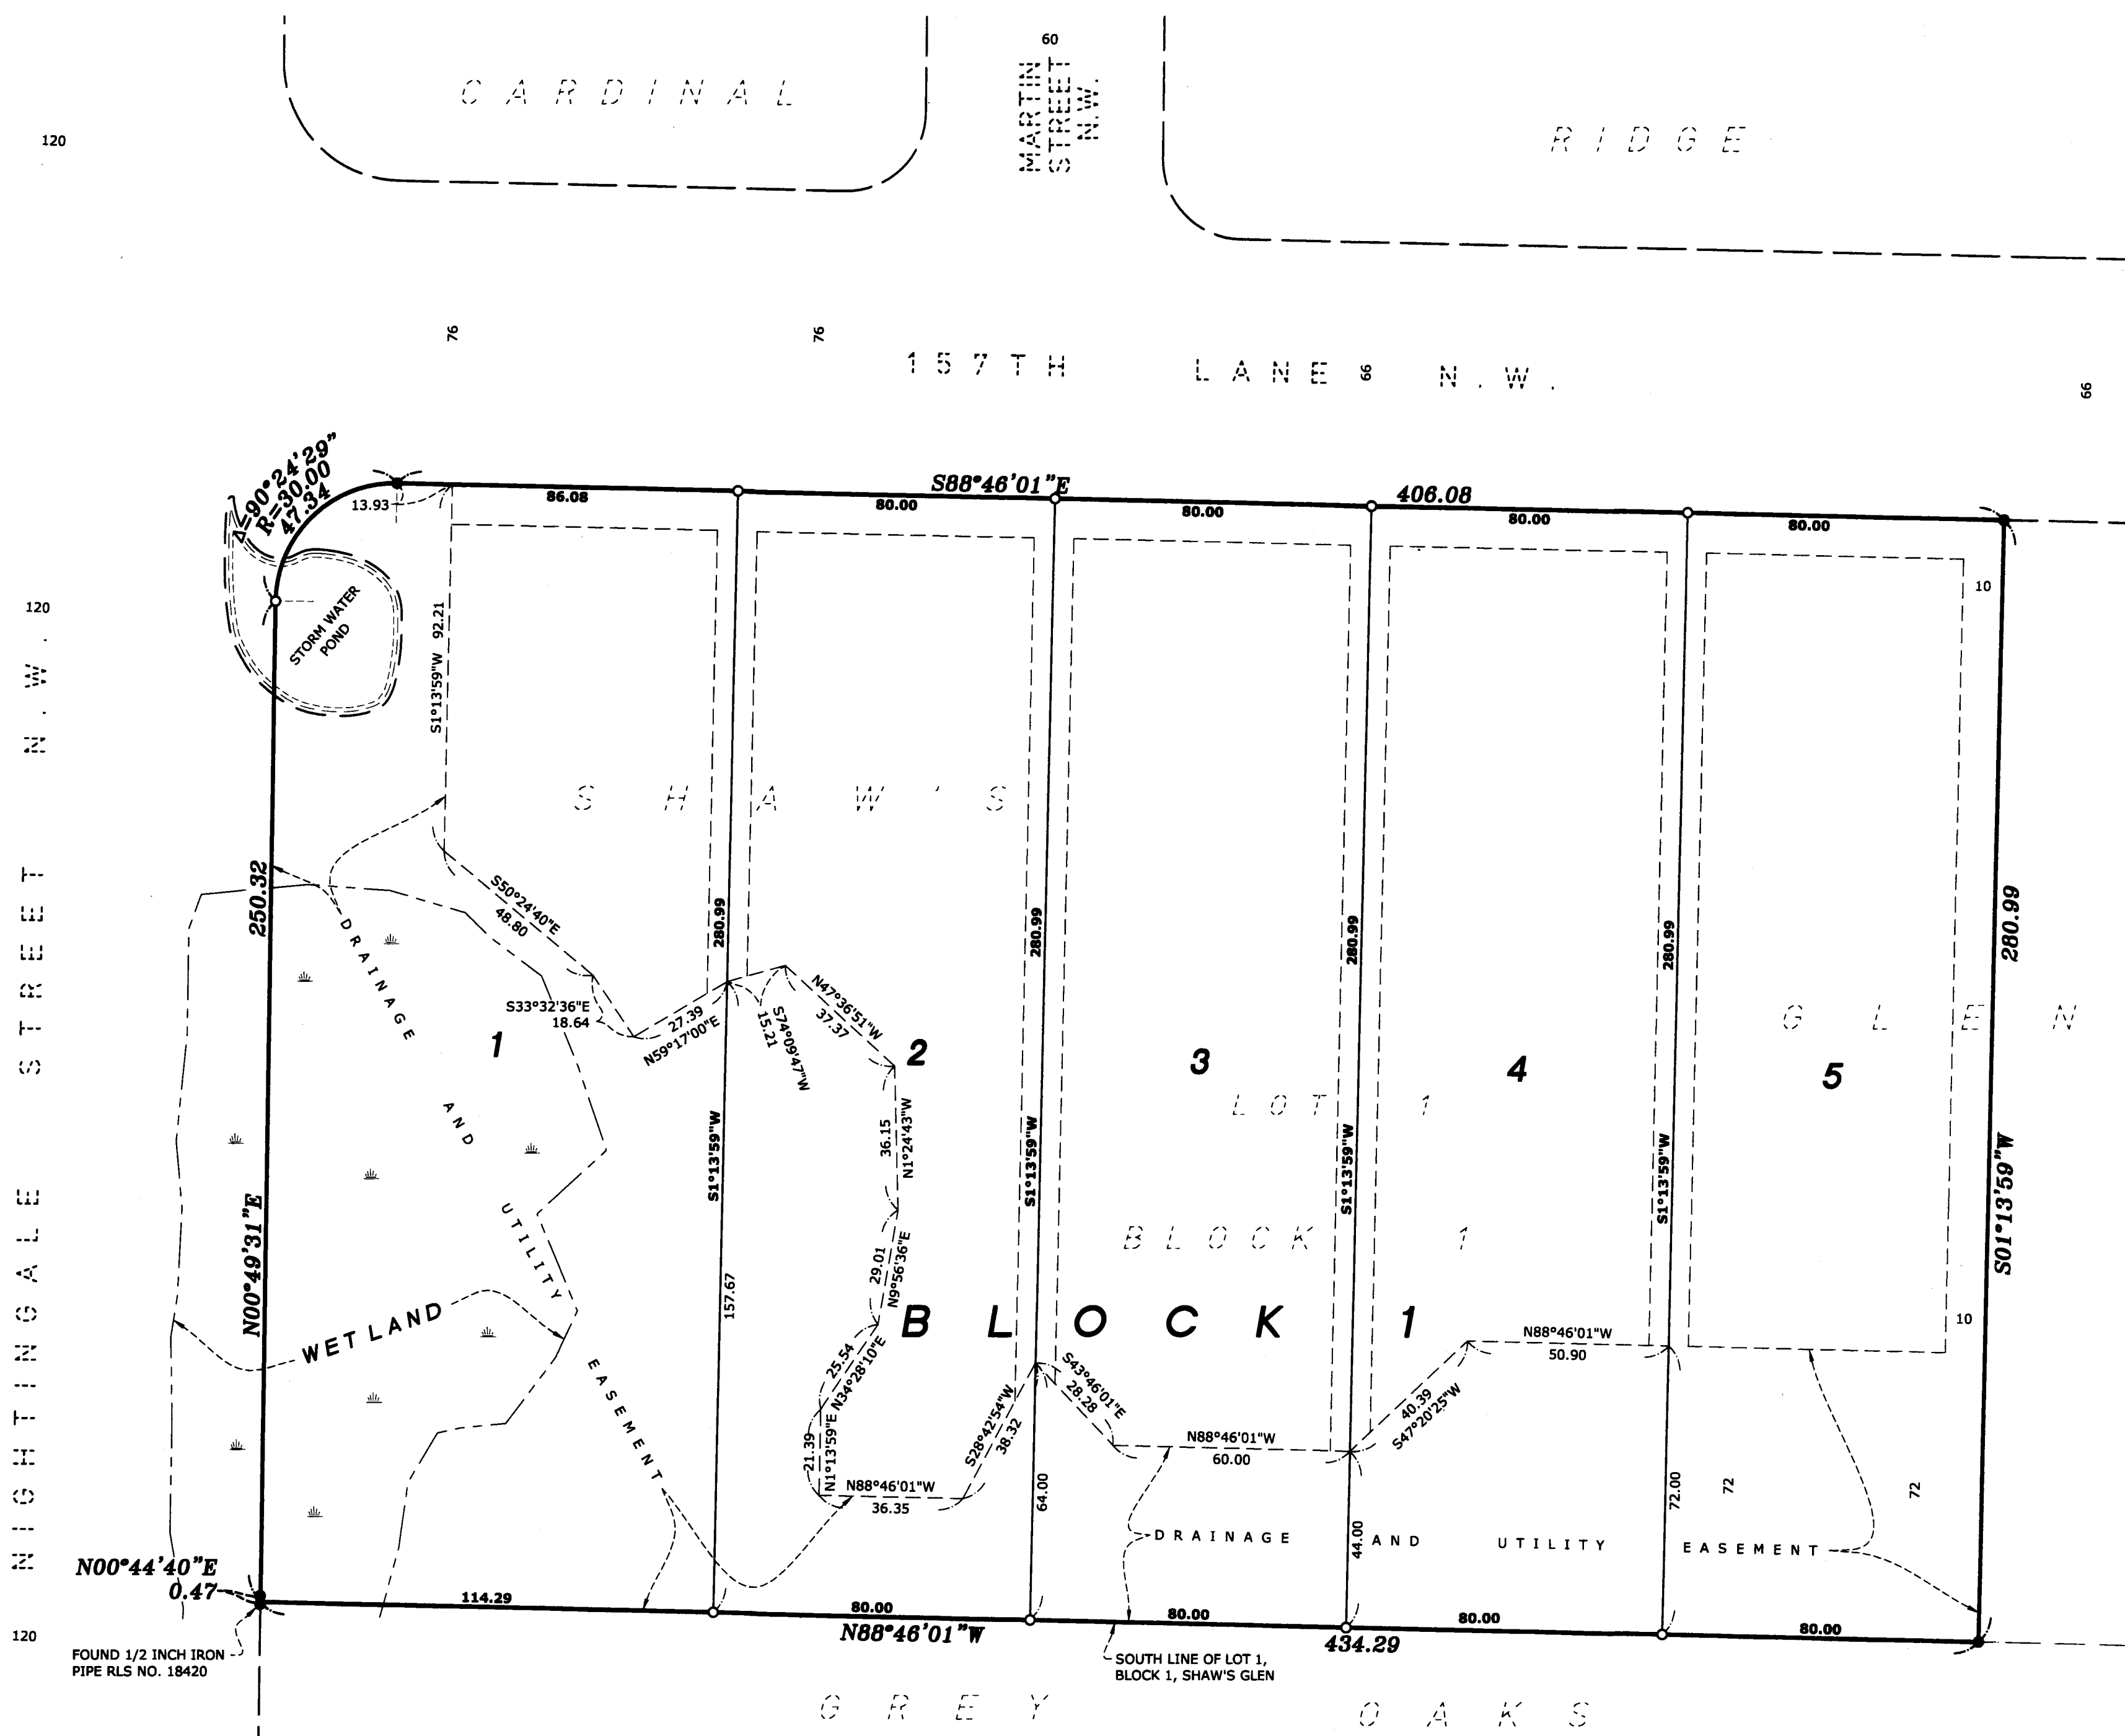 60
CARDINAL
MARTIN
STREET
N.W.
RIDGE
120
76
76
157TH LANE N.W.
66
66
Δ=90°24'29"
R=30.00
47.34
13.93
86.08
S88°46'01"E
406.08
80.00
80.00
80.00
80.00
10
120
STORM WATER
POND
S1°13'59"W 92.21
SHAW'S
GLEN
NIGHTINGALE STREET N.W.
250.32
N00°49'31"E
280.99
S1°13'59"W
157.67
280.99
S1°13'59"W
280.99
S1°13'59"W
280.99
S1°13'59"W
280.99
S01°13'59"W
S50°24'40"E
48.80
S33°32'36"E
18.64
27.39
N59°17'00"E
S74°09'47"W
15.21
N47°36'51"W
37.37
1
2
3
4
5
LOT 1
BLOCK 1
BLOCK 1
36.15
N1°24'43"W
29.01
N9°56'36"E
25.54
N34°28'10"E
21.39
N1°13'59"E
N88°46'01"W
36.35
S28°42'54"W
38.32
S43°46'01"E
28.28
N88°46'01"W
60.00
40.39
S47°20'25"W
N88°46'01"W
50.90
10
WETLAND
DRAINAGE AND UTILITY EASEMENT
64.00
44.00
72.00
72
72
DRAINAGE AND UTILITY EASEMENT
N00°44'40"E
0.47
114.29
80.00
80.00
80.00
80.00
N88°46'01"W
434.29
120
FOUND 1/2 INCH IRON
PIPE RLS NO. 18420
SOUTH LINE OF LOT 1,
BLOCK 1, SHAW'S GLEN
GREY OAKS